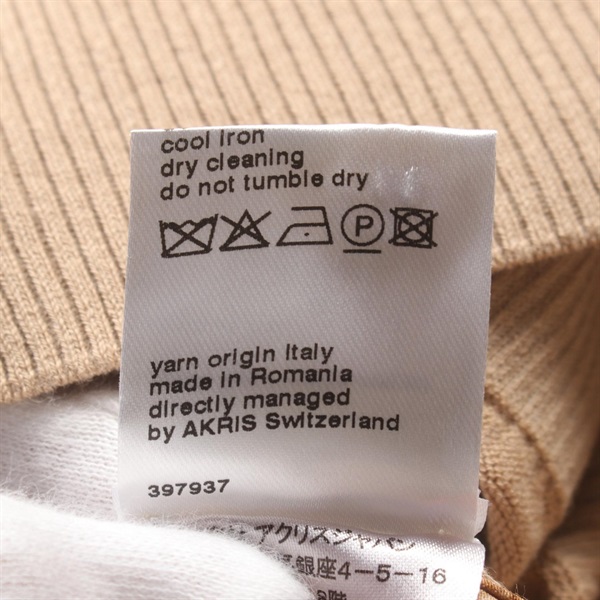 cool iron
dry cleaning
do not tumble dry
P
yarn origin Italy
made in Romania
directly managed
by AKRIS Switzerland
397937
アクリスジャパン
銀座4-5-16